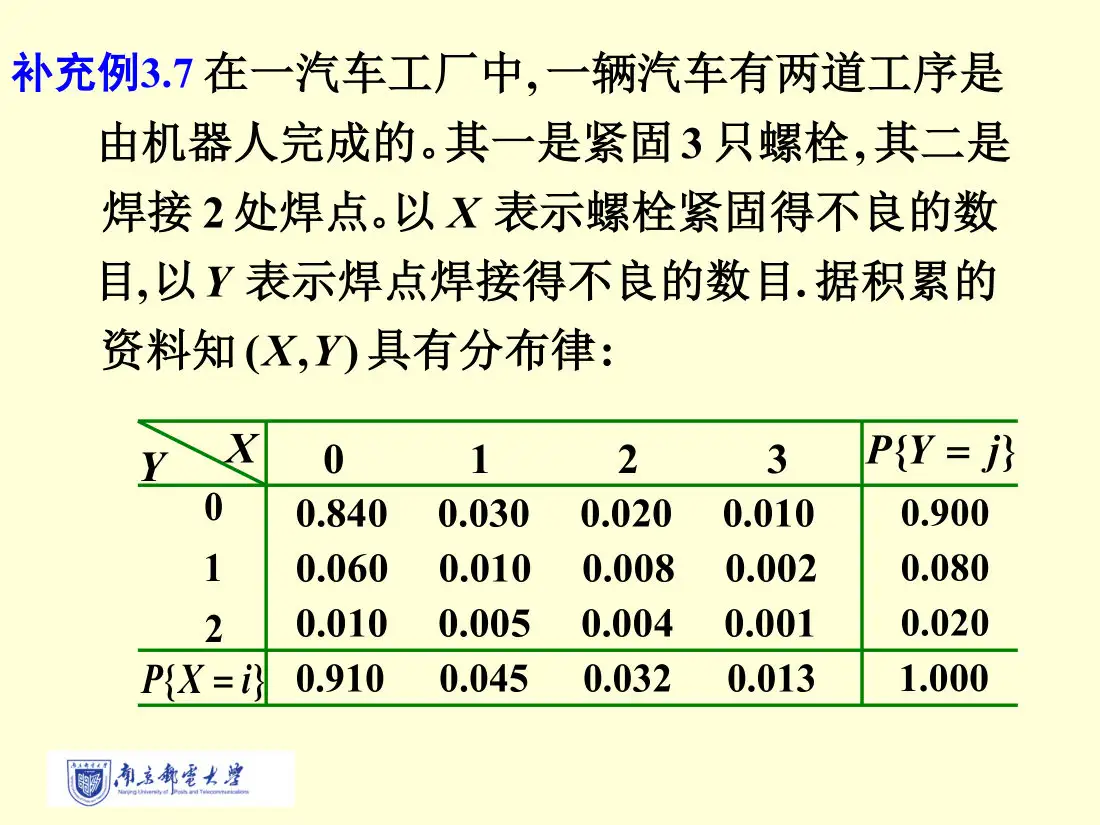 补充例3.7 在一汽车工厂中,一辆汽车有两道工序是
由机器人完成的。其一是紧固 3 只螺栓,其二是
焊接 2 处焊点。以 X 表示螺栓紧固得不良的数
目,以 Y 表示焊点焊接得不良的数目.据积累的
资料知 (X,Y) 具有分布律:
Y X 0 1 2 3 P{Y = j}
0 0.840 0.030 0.020 0.010 0.900
1 0.060 0.010 0.008 0.002 0.080
2 0.010 0.005 0.004 0.001 0.020
P{X = i} 0.910 0.045 0.032 0.013 1.000
南京邮电大学
Nanjing University of Posts and Telecommunications